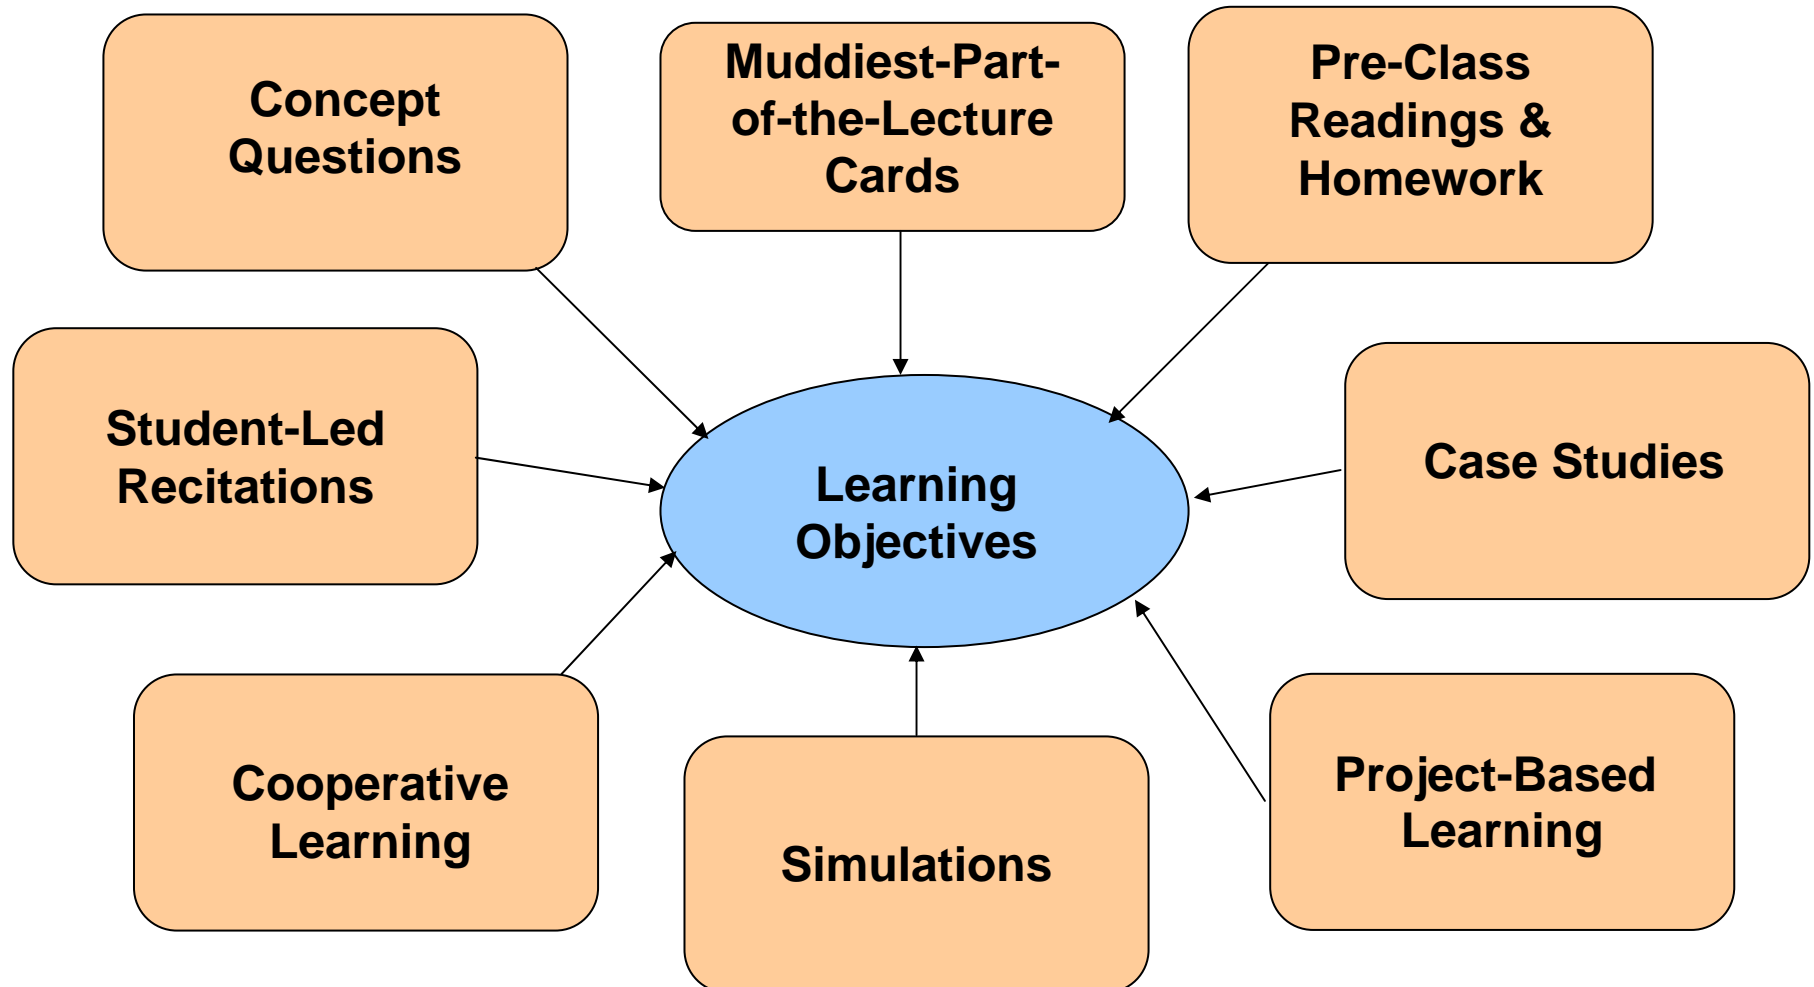 Concept
Questions
Muddiest-Part-
of-the-Lecture
Cards
Pre-Class
Readings &
Homework
Student-Led
Recitations
Learning
Objectives
Case Studies
Cooperative
Learning
Simulations
Project-Based
Learning